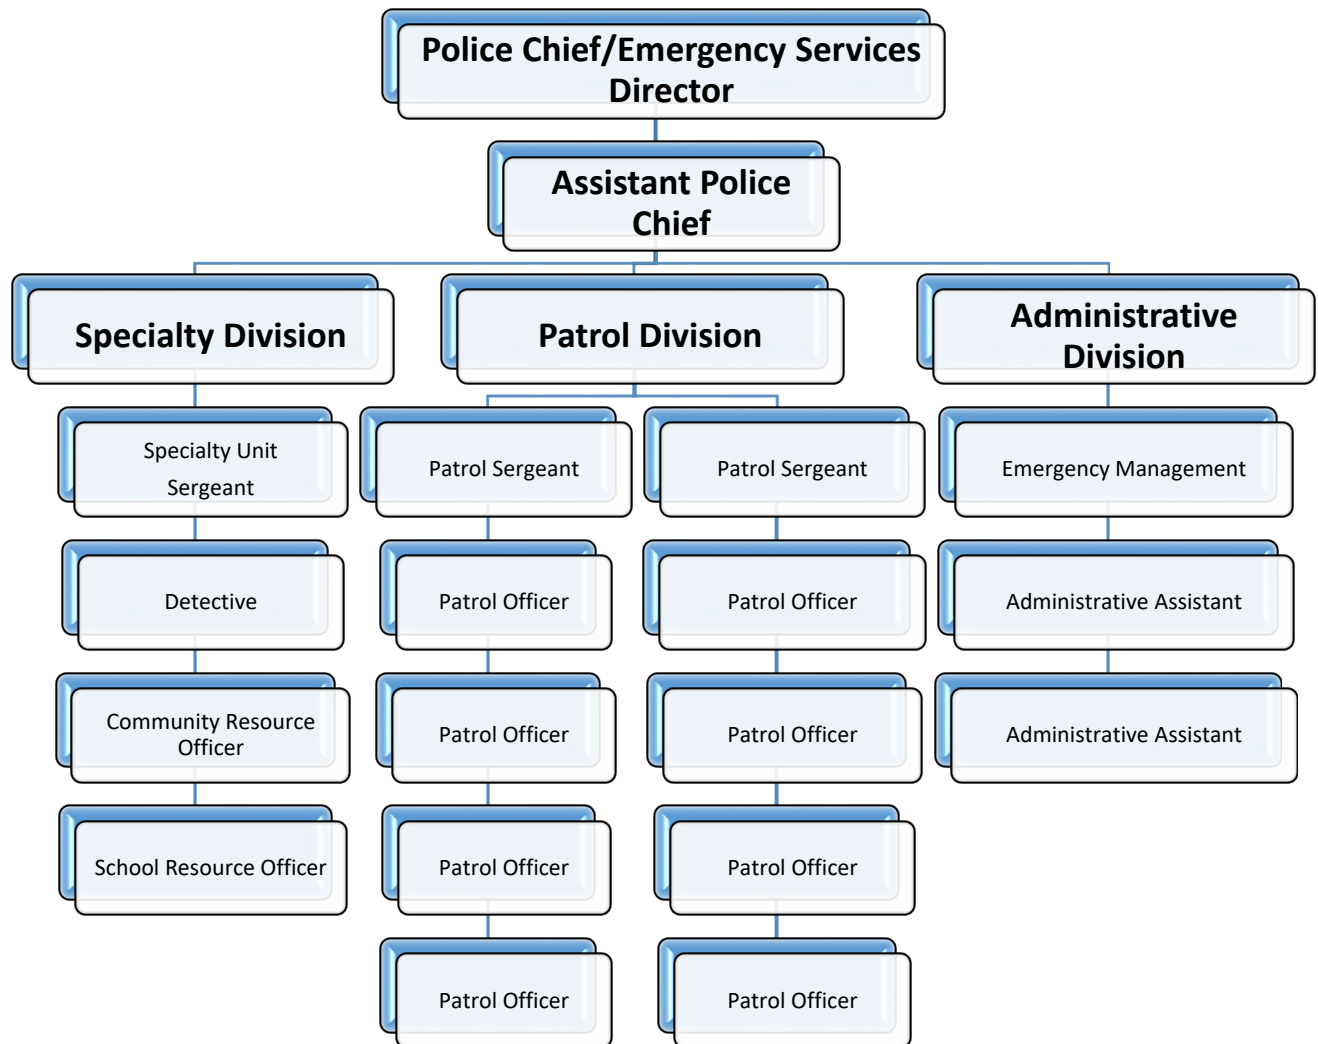 Police Chief/Emergency Services
Director
Assistant Police
Chief
Specialty Division
Patrol Division
Administrative
Division
Specialty Unit
Sergeant
Patrol Sergeant
Patrol Sergeant
Emergency Management
Detective
Patrol Officer
Patrol Officer
Administrative Assistant
Community Resource
Officer
Patrol Officer
Patrol Officer
Administrative Assistant
School Resource Officer
Patrol Officer
Patrol Officer
Patrol Officer
Patrol Officer